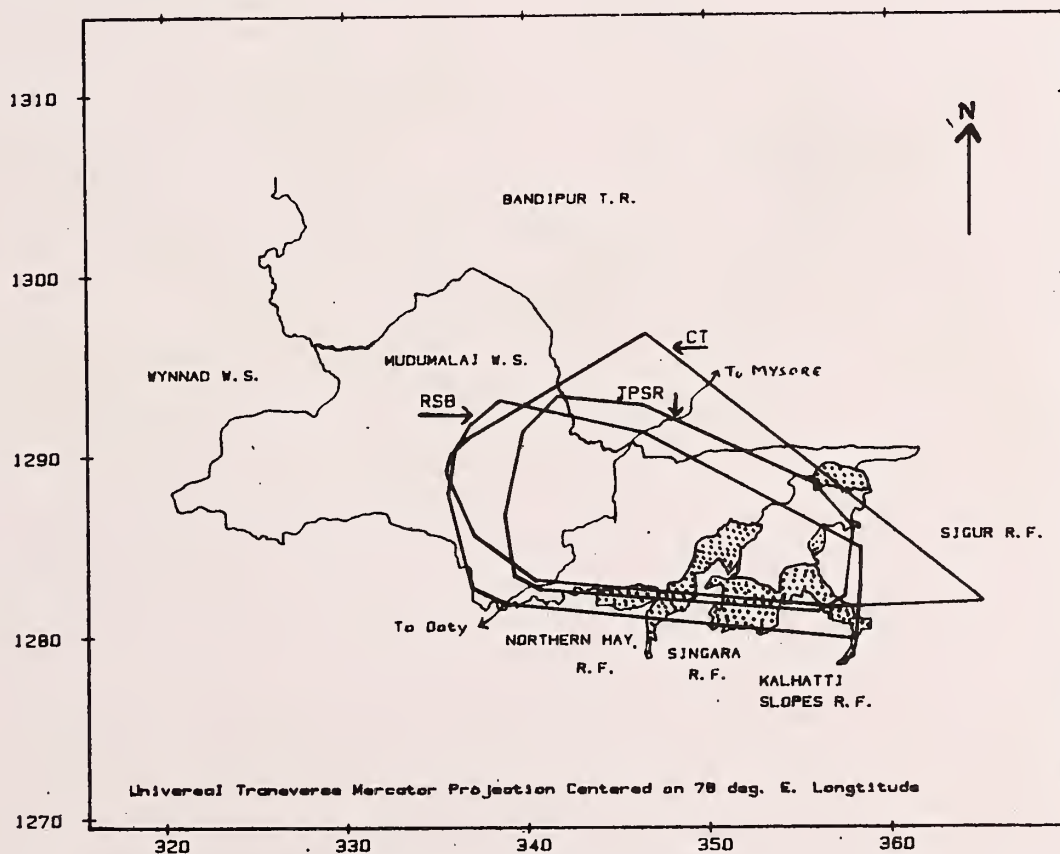 1310
N
BANDIPUR T.R.
1300
CT
MUDUMALAI W.S.
To MYSORE
WYNNAD W.S.
JPSR
RSB
1290
SIGUR R.F.
1280
To Ooty
NORTHERN HAY.
R.F.
SINGARA
R.F.
KALHATTI
SLOPES R.F.
Universal Transverse Mercator Projection Centered on 78 deg. E. Longtitude
1270
320
330
340
350
360